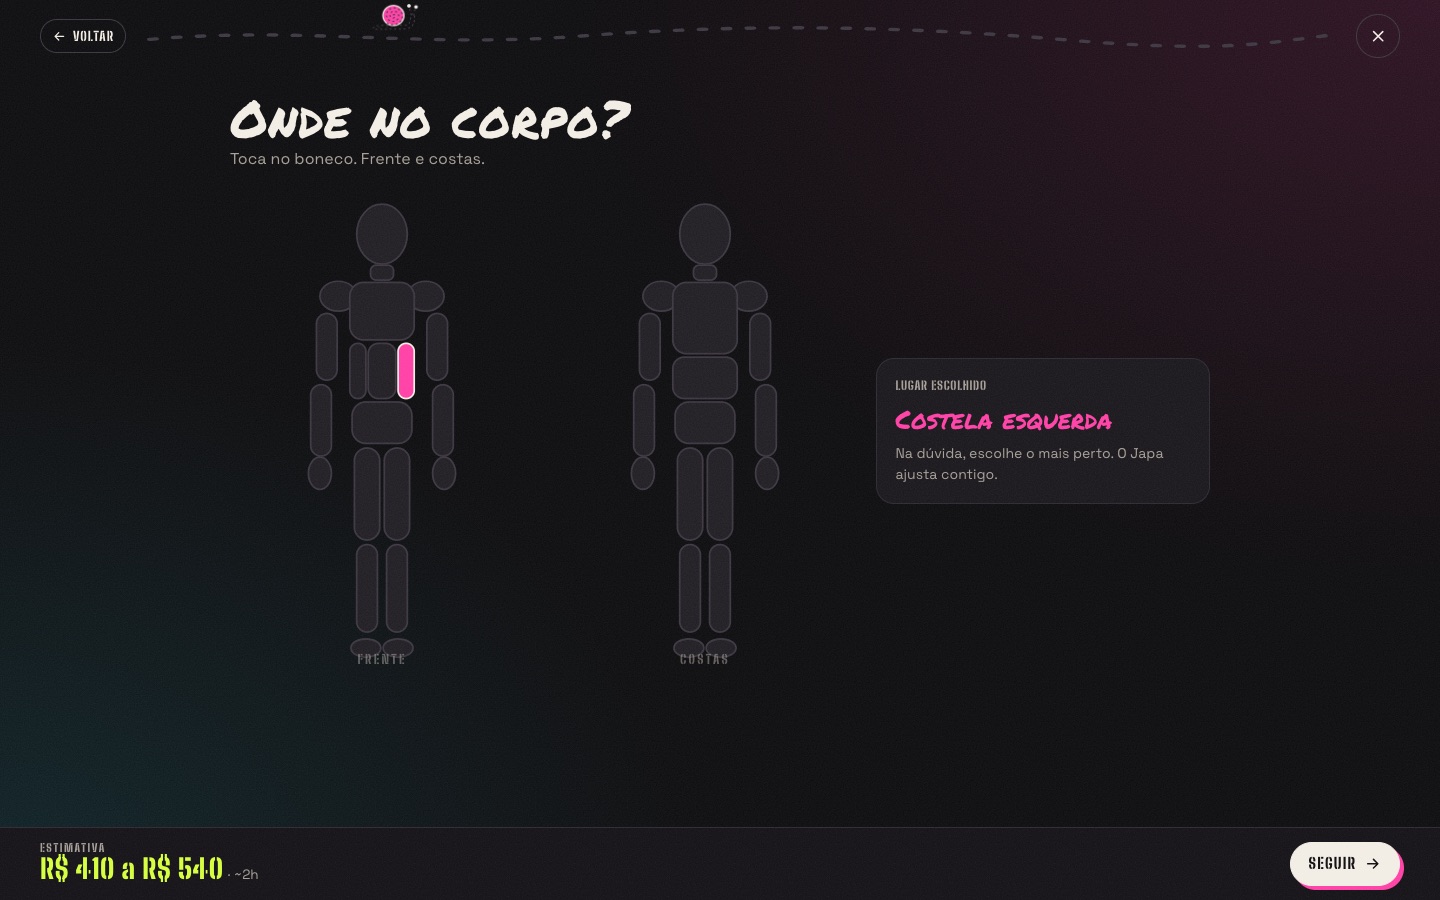 ← VOLTAR
ONDE NO CORPO?
Toca no boneco. Frente e costas.
FRENTE
COSTAS
LUGAR ESCOLHIDO
COSTELA ESQUERDA
Na dúvida, escolhe o mais perto. O Japa
ajusta contigo.
ESTIMATIVA
R$ 410 a R$ 540 · ~2h
SEGUIR →